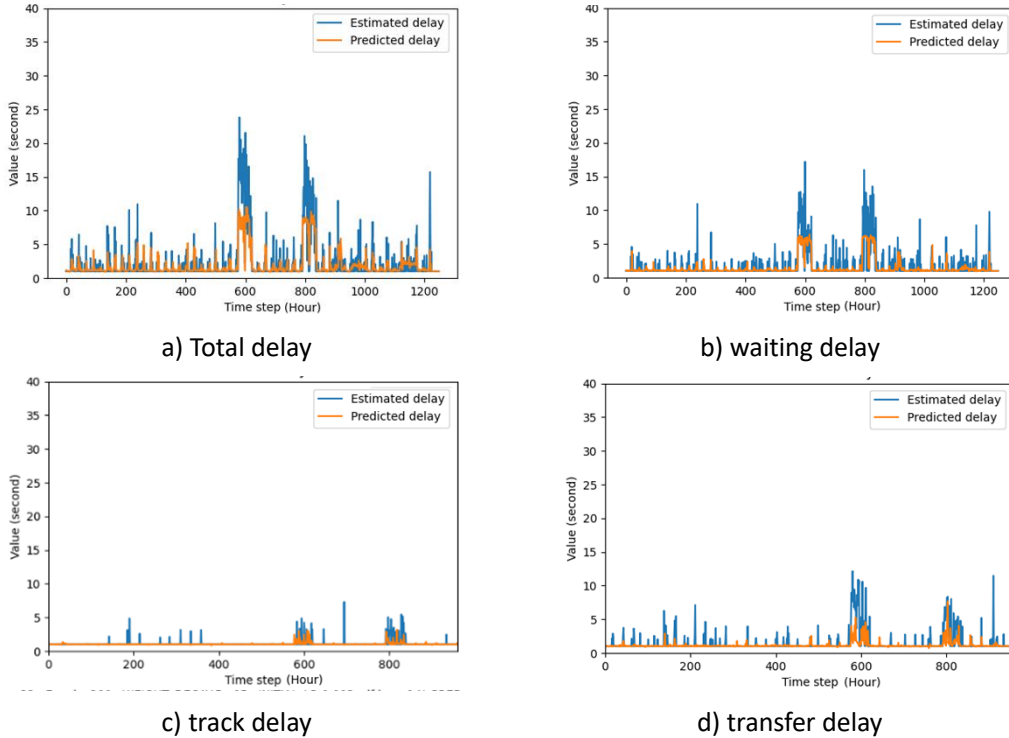 40
35
30
25
20
15
10
5
0
Value (second)
Estimated delay
Predicted delay
0 200 400 600 800 1000 1200
Time step (Hour)
a) Total delay
40
35
30
25
20
15
10
5
0
Value (second)
Estimated delay
Predicted delay
0 200 400 600 800 1000 1200
Time step (Hour)
b) waiting delay
40
35
30
25
20
15
10
5
0
Value (second)
Estimated delay
Predicted delay
0 200 400 600 800
Time step (Hour)
c) track delay
40
35
30
25
20
15
10
5
0
Value (second)
Estimated delay
Predicted delay
0 200 400 600 800
Time step (Hour)
d) transfer delay